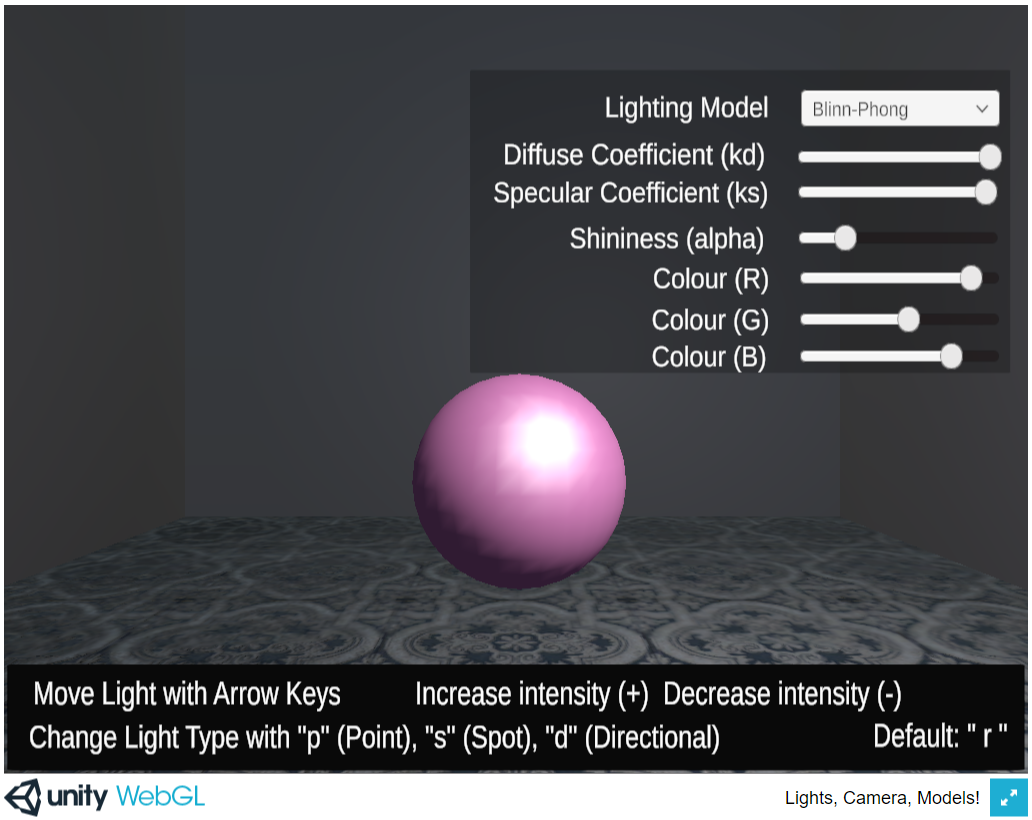 Lighting Model Blinn-Phong
Diffuse Coefficient (kd)
Specular Coefficient (ks)
Shininess (alpha)
Colour (R)
Colour (G)
Colour (B)
Move Light with Arrow Keys Increase intensity (+) Decrease intensity (-)
Change Light Type with "p" (Point), "s" (Spot), "d" (Directional) Default: " r "
unity WebGL Lights, Camera, Models!